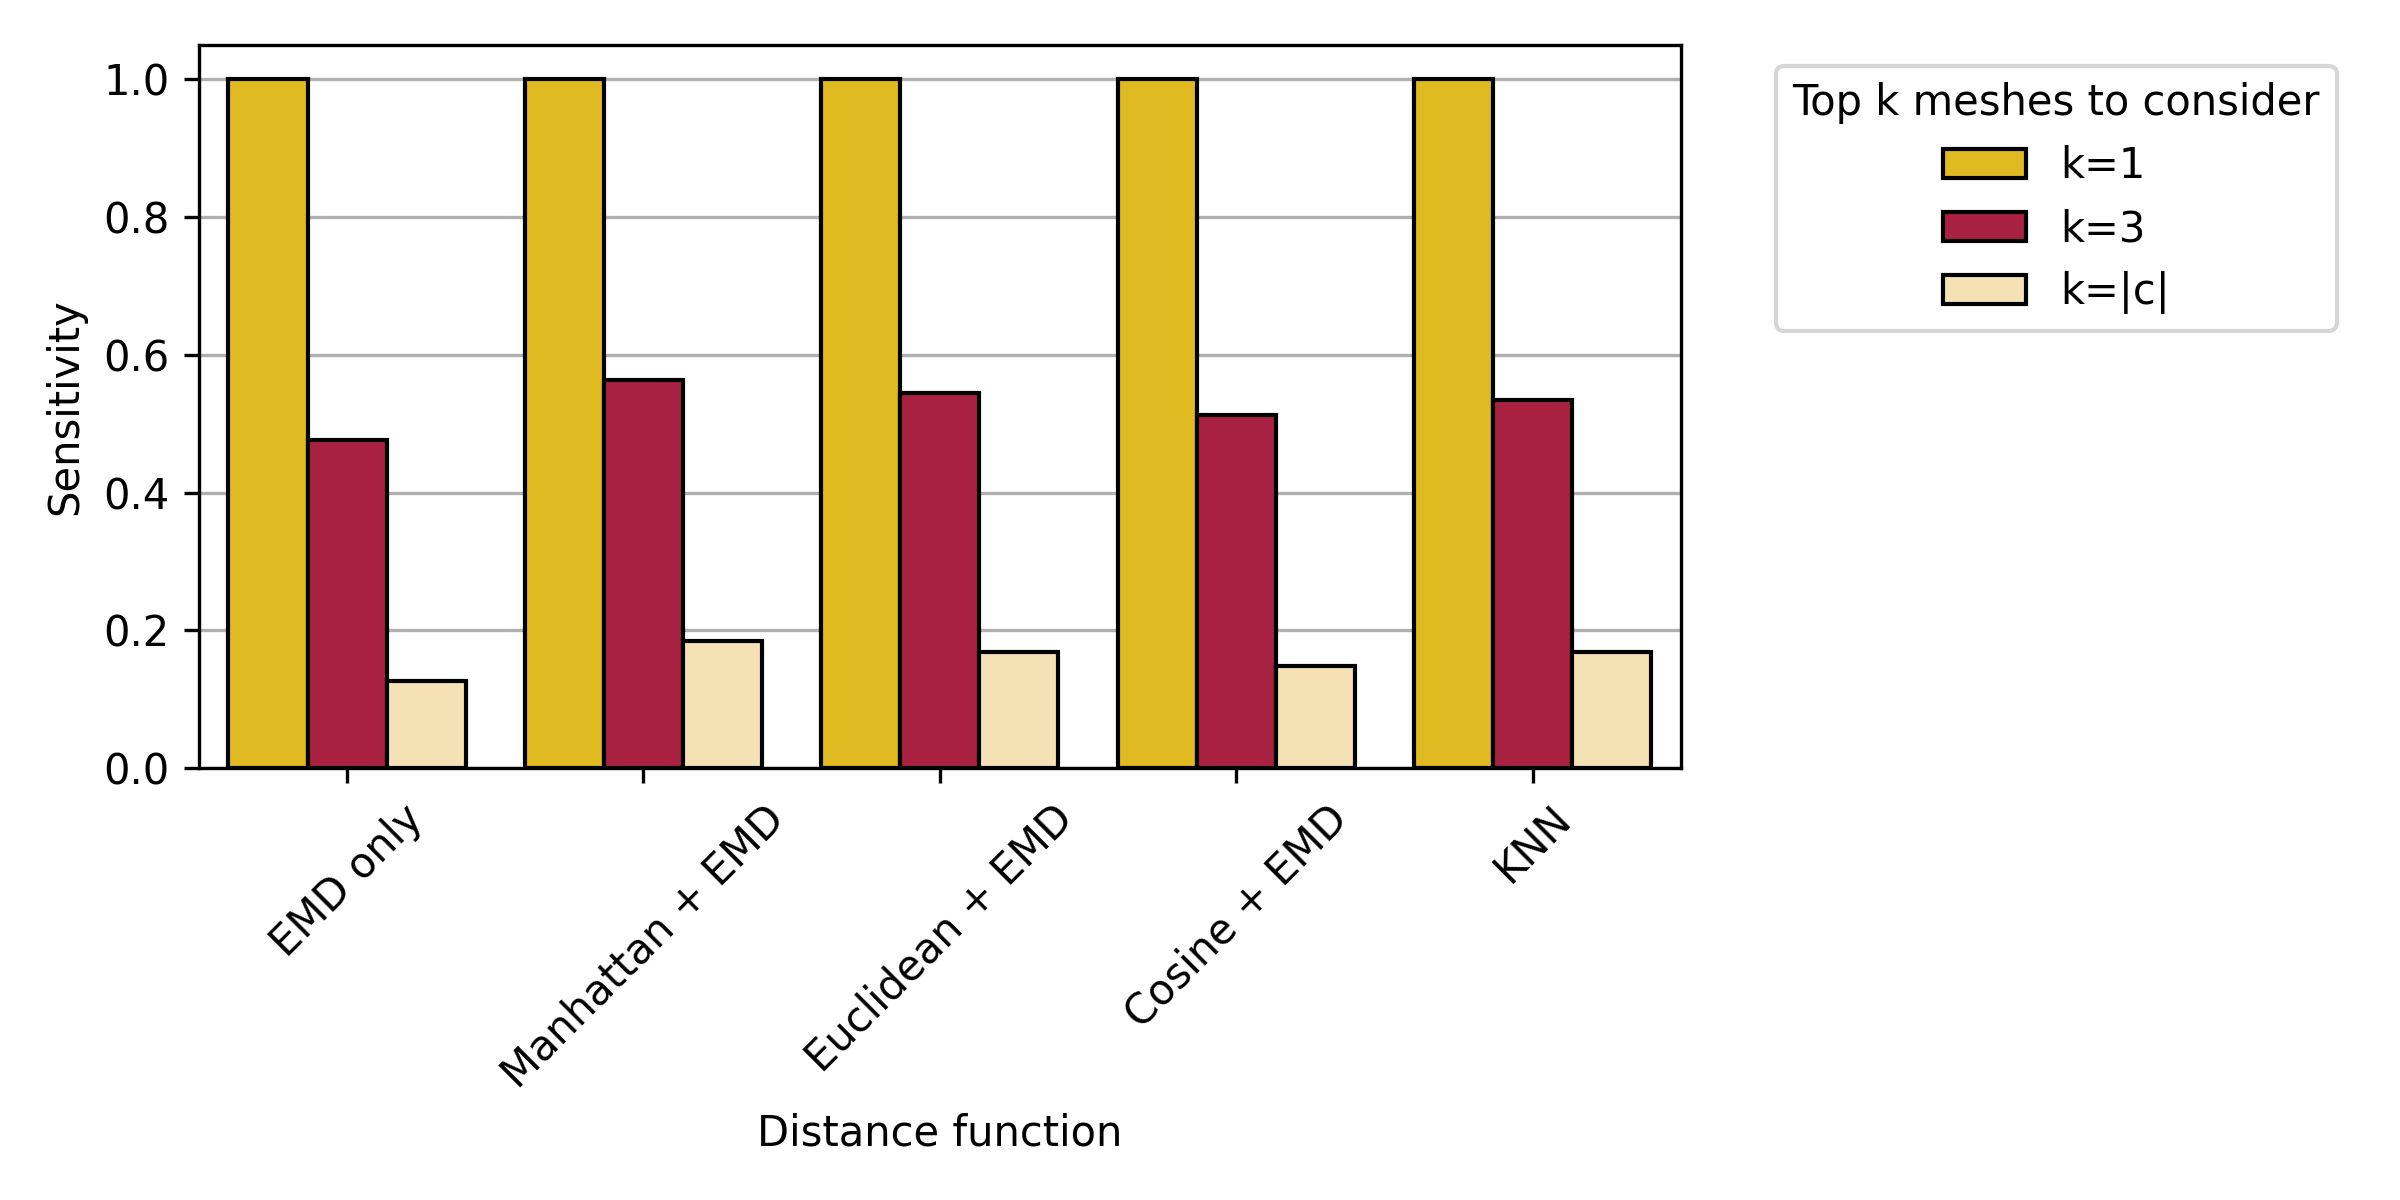 1.0
0.8
0.6
0.4
0.2
0.0
Sensitivity
EMD only
Manhattan + EMD
Euclidean + EMD
Cosine + EMD
KNN
Distance function
Top k meshes to consider
k=1
k=3
k=|c|